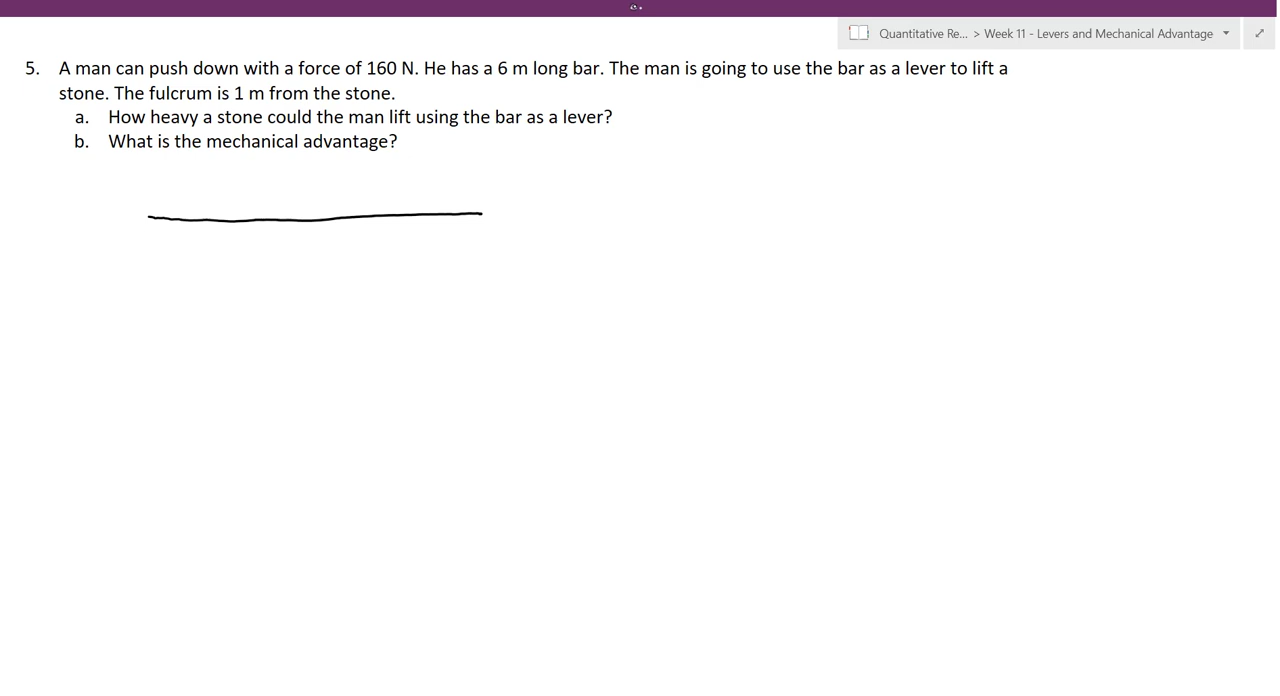 Quantitative Re... > Week 11 - Levers and Mechanical Advantage
5. A man can push down with a force of 160 N. He has a 6 m long bar. The man is going to use the bar as a lever to lift a
stone. The fulcrum is 1 m from the stone.
a. How heavy a stone could the man lift using the bar as a lever?
b. What is the mechanical advantage?